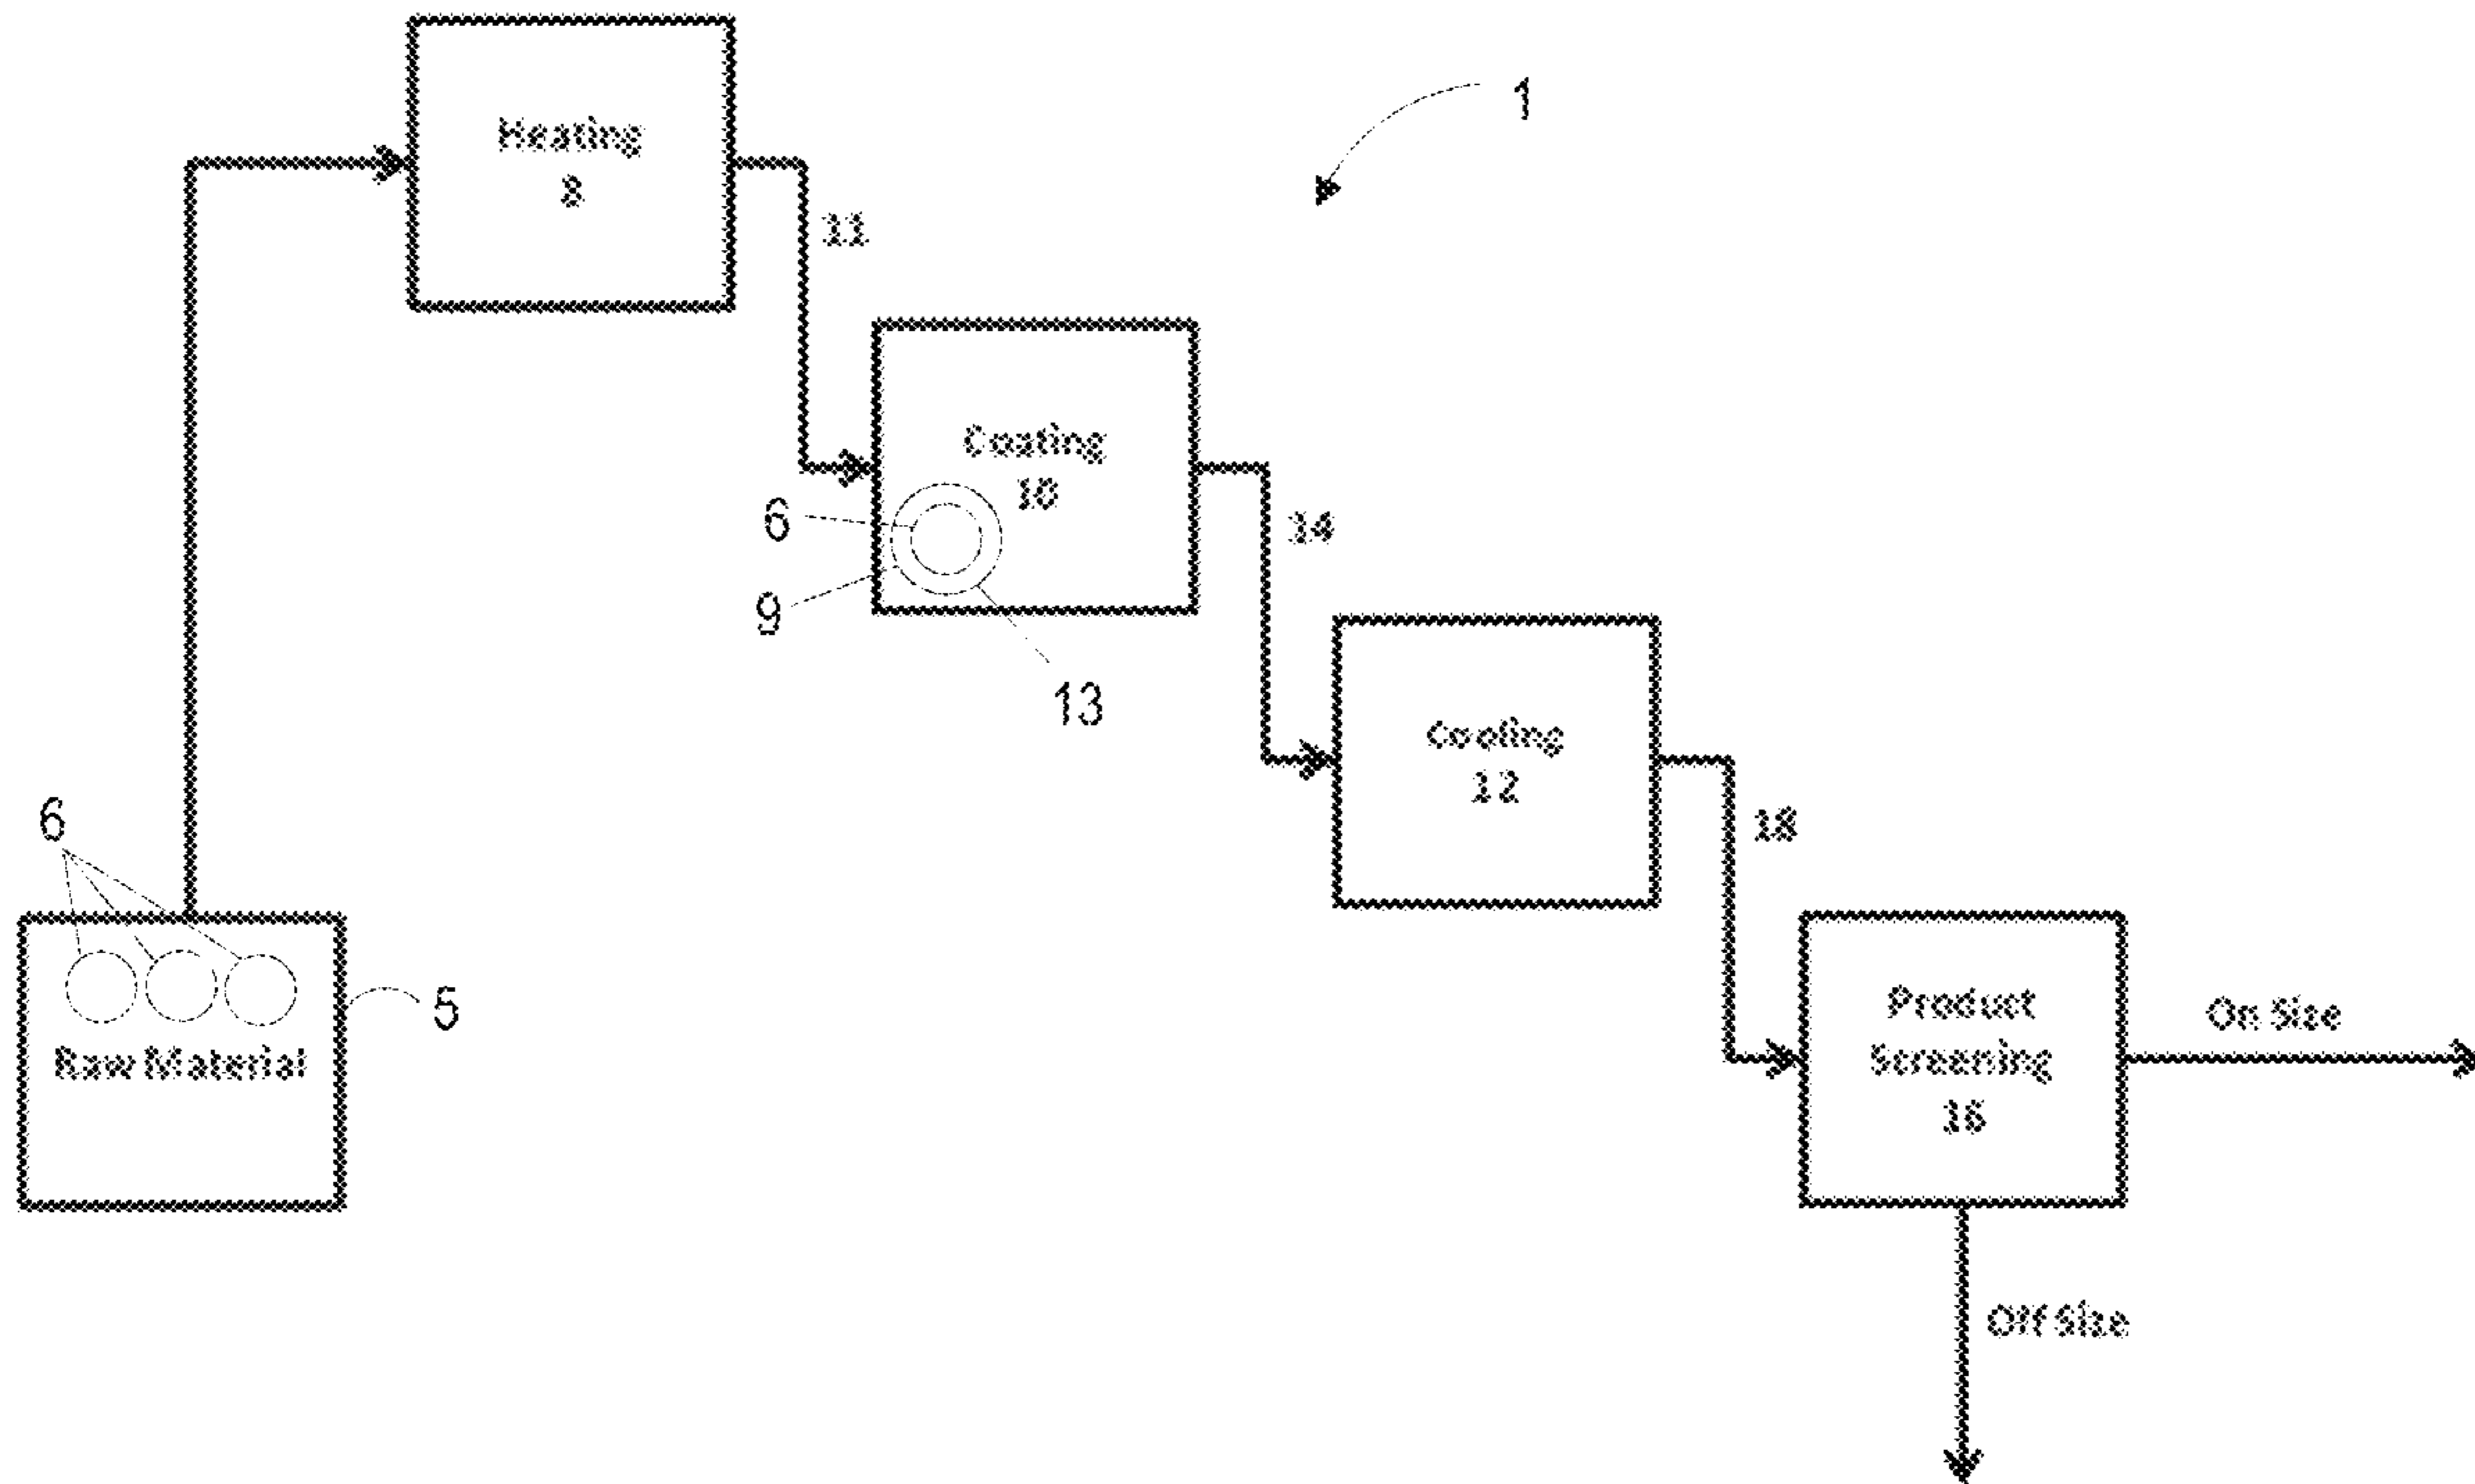 1
Heating
8
11
Coating
10
6
9
13
14
Cooling
12
18
6
5
Raw Material
Product
Screening
16
On Size
Off Size